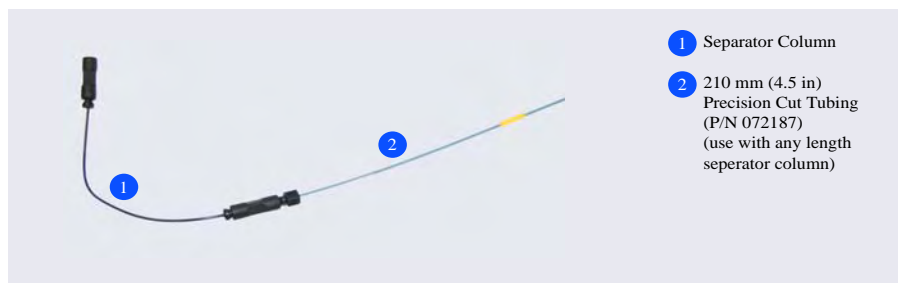 1 Separator Column
2 210 mm (4.5 in)
Precision Cut Tubing
(P/N 072187)
(use with any length
seperator column)
2
1